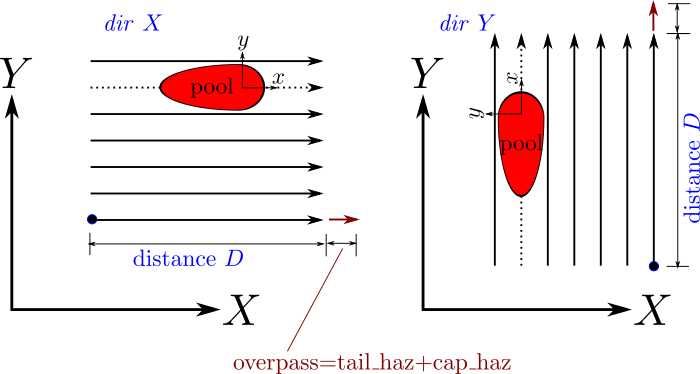 dir X
Y
y
x
pool
distance D
X
overpass=tail_haz+cap_haz
dir Y
Y
x
y
pool
distance D
X